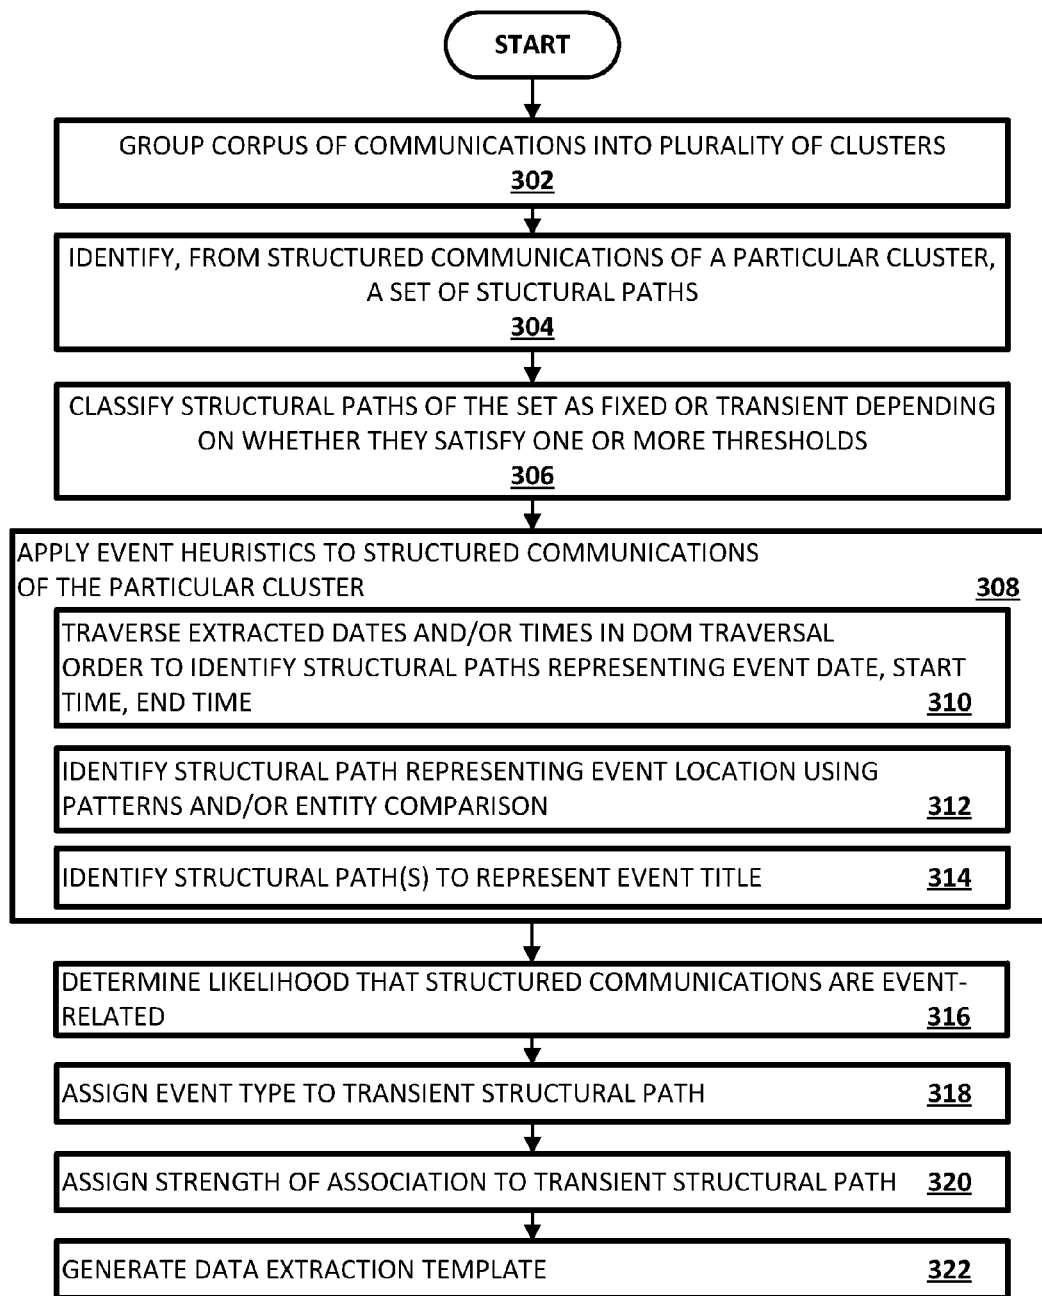 START
GROUP CORPUS OF COMMUNICATIONS INTO PLURALITY OF CLUSTERS
302
IDENTIFY, FROM STRUCTURED COMMUNICATIONS OF A PARTICULAR CLUSTER,
A SET OF STUCTURAL PATHS
304
CLASSIFY STRUCTURAL PATHS OF THE SET AS FIXED OR TRANSIENT DEPENDING
ON WHETHER THEY SATISFY ONE OR MORE THRESHOLDS
306
APPLY EVENT HEURISTICS TO STRUCTURED COMMUNICATIONS
OF THE PARTICULAR CLUSTER 308
TRAVERSE EXTRACTED DATES AND/OR TIMES IN DOM TRAVERSAL
ORDER TO IDENTIFY STRUCTURAL PATHS REPRESENTING EVENT DATE, START
TIME, END TIME 310
IDENTIFY STRUCTURAL PATH REPRESENTING EVENT LOCATION USING
PATTERNS AND/OR ENTITY COMPARISON 312
IDENTIFY STRUCTURAL PATH(S) TO REPRESENT EVENT TITLE 314
DETERMINE LIKELIHOOD THAT STRUCTURED COMMUNICATIONS ARE EVENT-
RELATED 316
ASSIGN EVENT TYPE TO TRANSIENT STRUCTURAL PATH 318
ASSIGN STRENGTH OF ASSOCIATION TO TRANSIENT STRUCTURAL PATH 320
GENERATE DATA EXTRACTION TEMPLATE 322